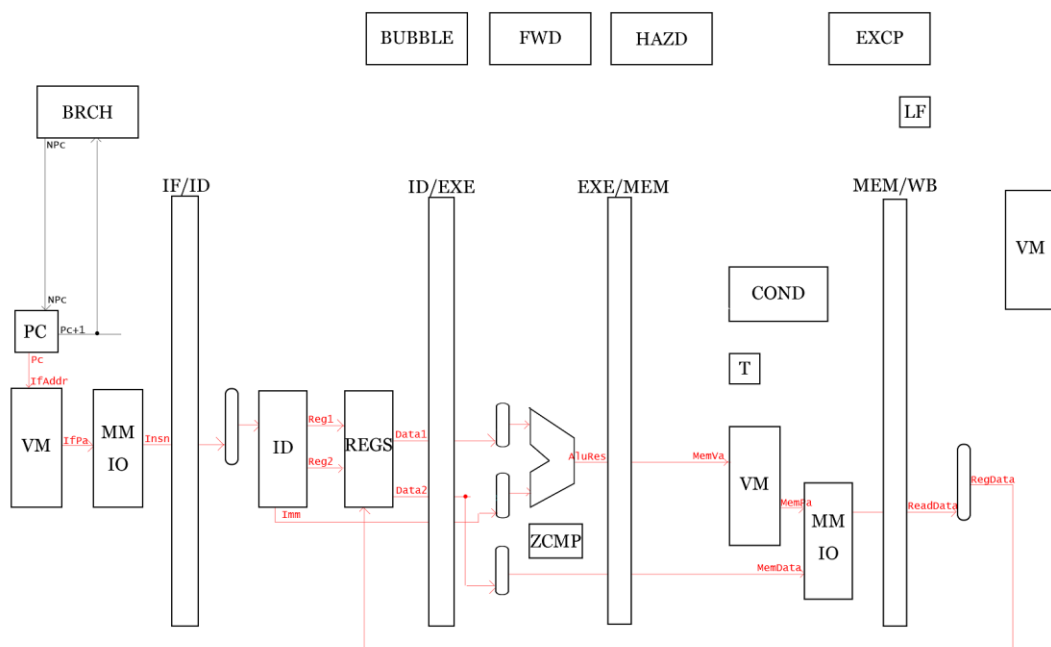 BUBBLE
FWD
HAZD
EXCP
BRCH
LF
NPc
IF/ID
ID/EXE
EXE/MEM
MEM/WB
VM
COND
NPc
PC
Pc+1
Pc
T
IfAddr
VM
IfPa
MM
IO
Insn
ID
Reg1
Reg2
Imm
REGS
Data1
Data2
AluRes
ZCMP
MemVa
VM
MemPa
MemData
MM
IO
ReadData
RegData